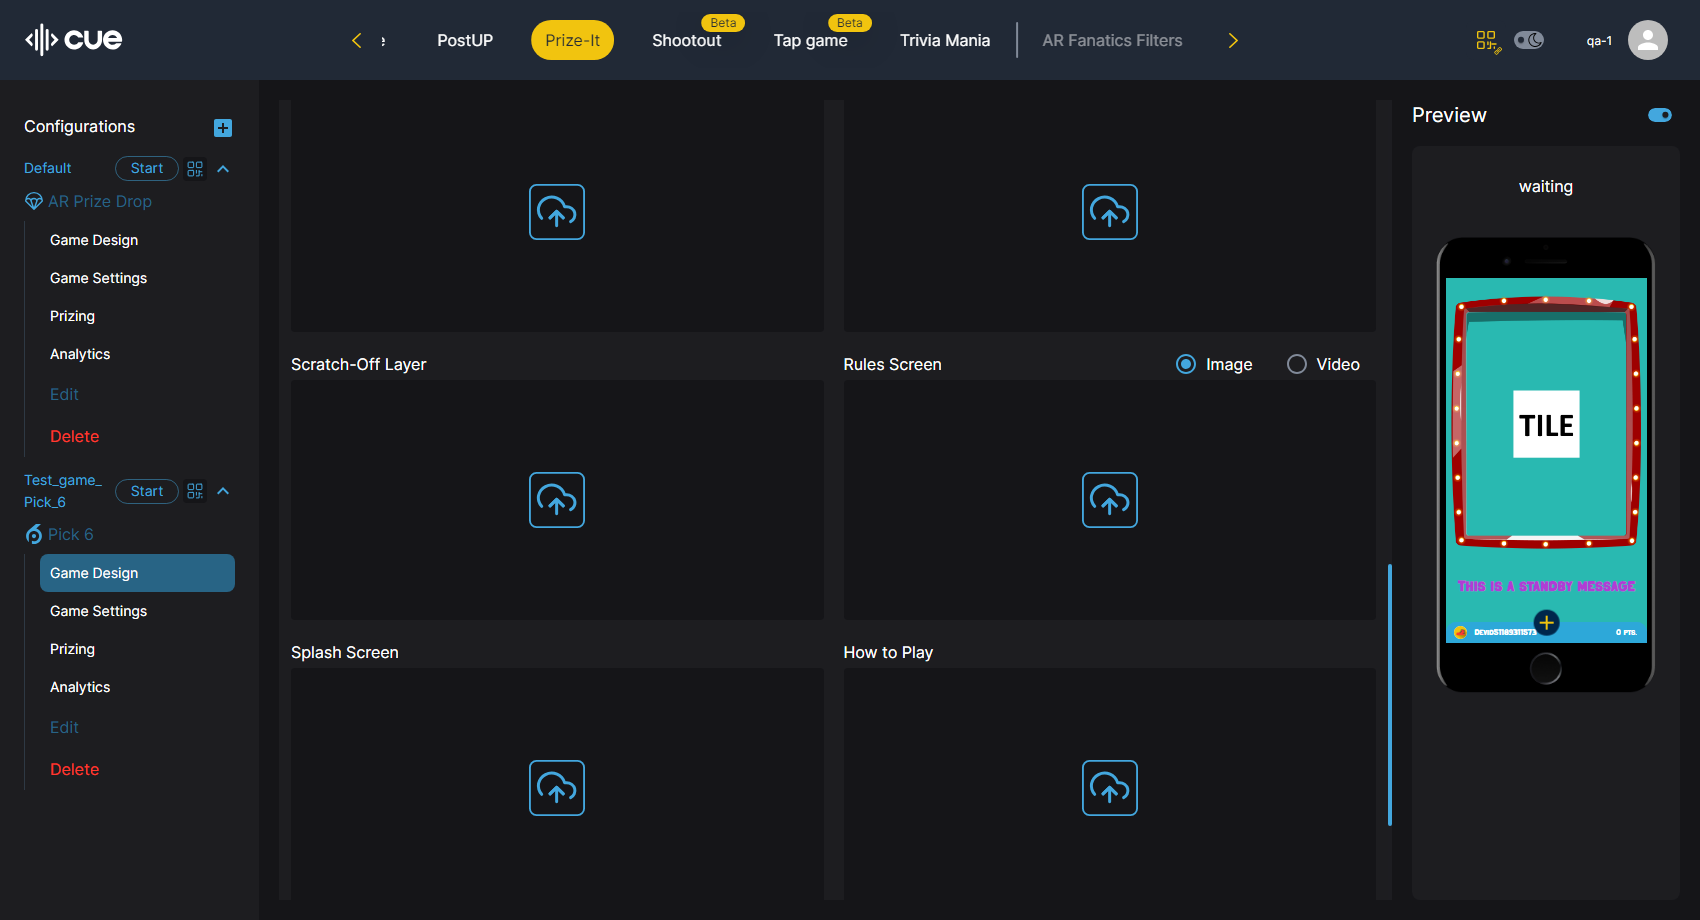 cue
PostUP
Prize-It
Shootout
Beta
Tap game
Beta
Trivia Mania
AR Fanatics Filters
qa-1
Configurations
Default
Start
AR Prize Drop
Game Design
Game Settings
Prizing
Analytics
Edit
Delete
Test_game_
Pick_6
Start
Pick 6
Game Design
Game Settings
Prizing
Analytics
Edit
Delete
Scratch-Off Layer
Rules Screen
Image
Video
Splash Screen
How to Play
Preview
waiting
TILE
THIS IS A STANDBY MESSAGE
0 PTS.